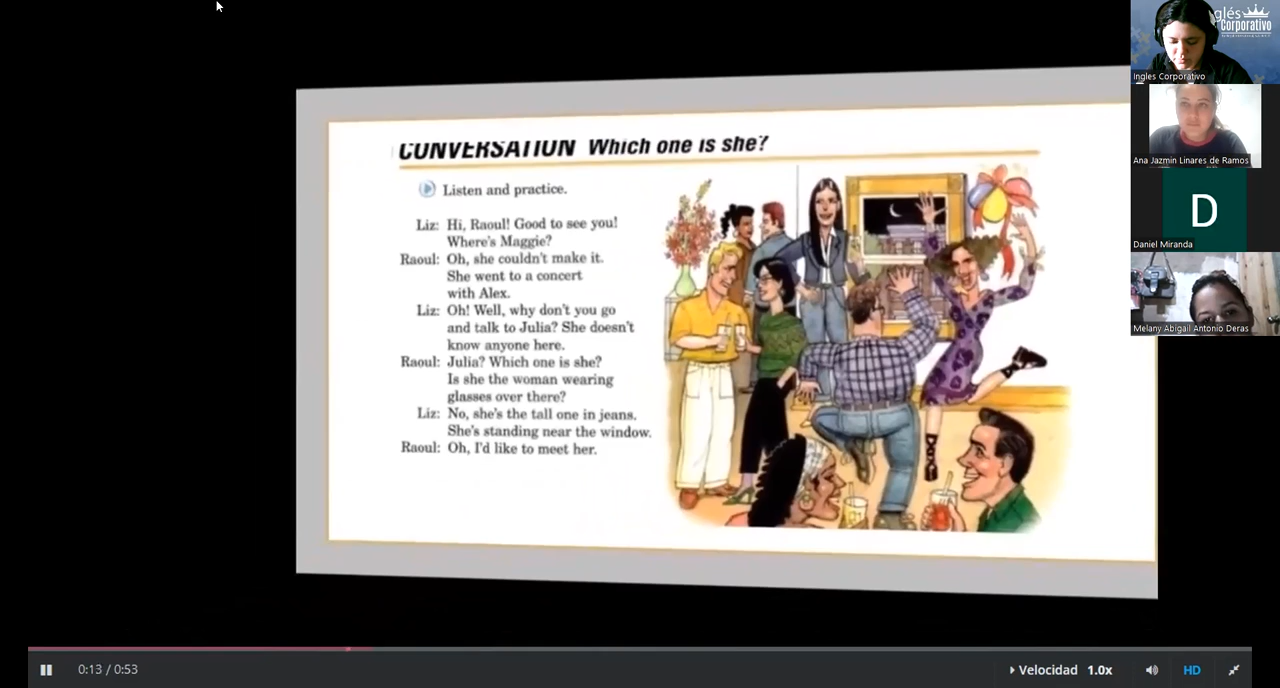 CONVERSATION Which one is she?
Listen and practice.
Liz: Hi, Raoul! Good to see you!
Where's Maggie?
Raoul: Oh, she couldn't make it.
She went to a concert
with Alex.
Liz: Oh! Well, why don't you go
and talk to Julia? She doesn't
know anyone here.
Raoul: Julia? Which one is she?
Is she the woman wearing
glasses over there?
Liz: No, she's the tall one in jeans.
She's standing near the window.
Raoul: Oh, I'd like to meet her.
glés
Corporativo
Ingles Corporativo
Ana Jazmin Linares de Ramos
D
Daniel Miranda
Melany Abigail Antonio Deras
0:13 / 0:53
Velocidad 1.0x
HD